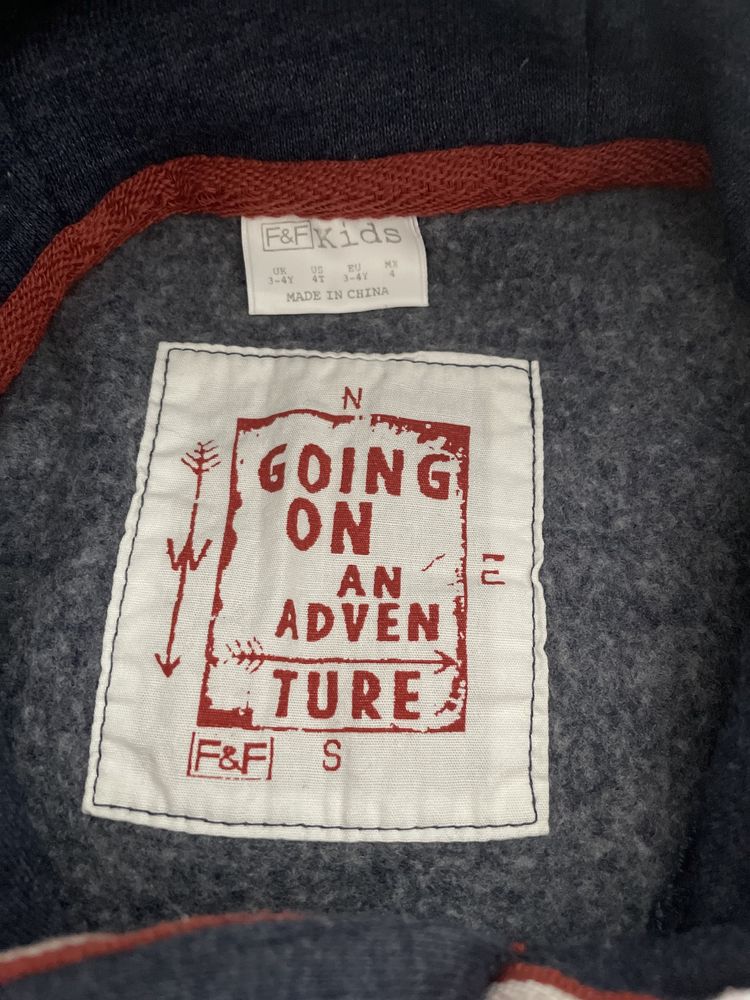 F&F Kids
UK US EU MX
3-4Y 4T 3-4Y 4
MADE IN CHINA
N
GOING
ON
W
E
AN
ADVEN
TURE
F&F S